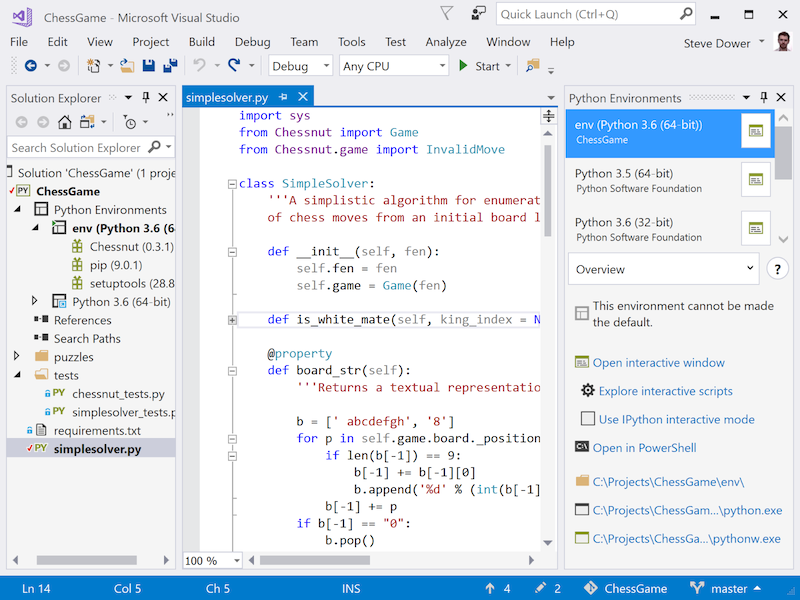 ChessGame - Microsoft Visual Studio
Quick Launch (Ctrl+Q)
File Edit View Project Build Debug Team Tools Test Analyze Window Help
Steve Dower
Debug Any CPU Start
Solution Explorer
Search Solution Explorer
Solution 'ChessGame' (1 proje
PY ChessGame
Python Environments
env (Python 3.6 (6
Chessnut (0.3.1)
pip (9.0.1)
setuptools (28.8
Python 3.6 (64-bit)
References
Search Paths
puzzles
tests
PY chessnut_tests.py
PY simplesolver_tests.p
requirements.txt
PY simplesolver.py
simplesolver.py
import sys
from Chessnut import Game
from Chessnut.game import InvalidMove
class SimpleSolver:
'''A simplistic algorithm for enumerat
of chess moves from an initial board l
def __init__(self, fen):
self.fen = fen
self.game = Game(fen)
def is_white_mate(self, king_index = N
@property
def board_str(self):
'''Returns a textual representatio
b = [' abcdefgh', '8']
for p in self.game.board._position
if len(b[-1]) == 9:
b[-1] += b[-1][0]
b.append('%d' % (int(b[-1]
b[-1] += p
if b[-1] == "0":
b.pop()
100 %
Python Environments
env (Python 3.6 (64-bit))
ChessGame
Python 3.5 (64-bit)
Python Software Foundation
Python 3.6 (32-bit)
Python Software Foundation
Overview
?
This environment cannot be made
the default.
Open interactive window
Explore interactive scripts
Use IPython interactive mode
C:\ Open in PowerShell
C:\Projects\ChessGame\env\
C:\Projects\ChessGam...\python.exe
C:\Projects\ChessGa...\pythonw.exe
Ln 14 Col 5 Ch 5 INS 4 2 ChessGame master